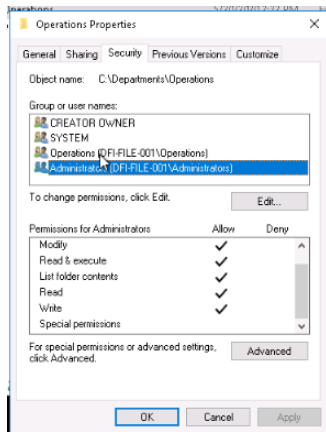 Operations Properties
General Sharing Security Previous Versions Customize
Object name: C:\Departments\Operations
Group or user names:
CREATOR OWNER
SYSTEM
Operations (DFI-FILE-001\Operations)
Administrators (DFI-FILE-001\Administrators)
To change permissions, click Edit.
Edit...
Permissions for Administrators Allow Deny
Modify
Read & execute
List folder contents
Read
Write
Special permissions
For special permissions or advanced settings,
click Advanced.
Advanced
OK Cancel Apply